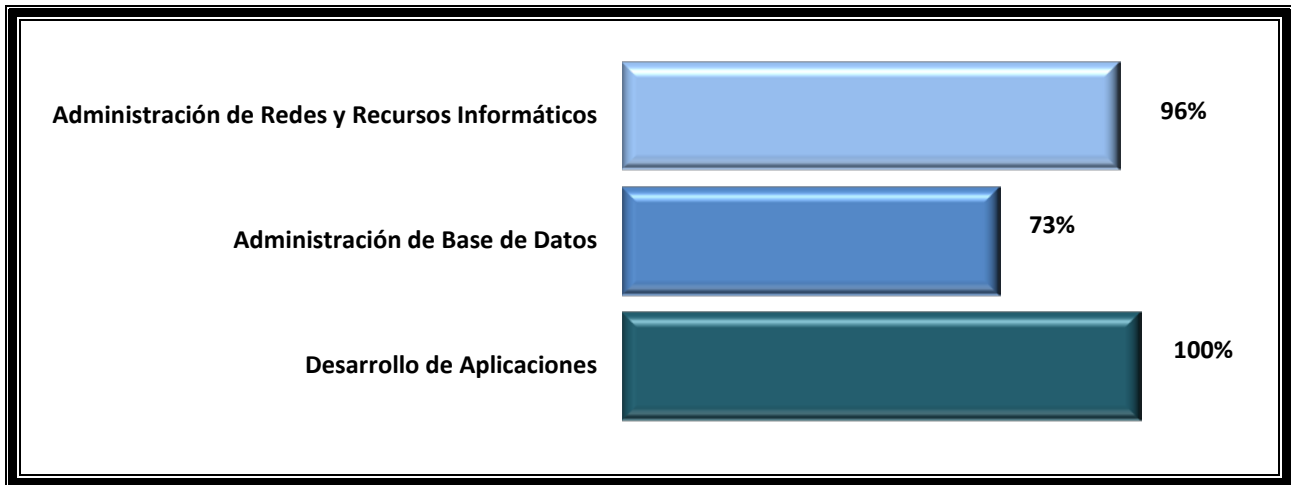 Administración de Redes y Recursos Informáticos
96%
Administración de Base de Datos
73%
Desarrollo de Aplicaciones
100%